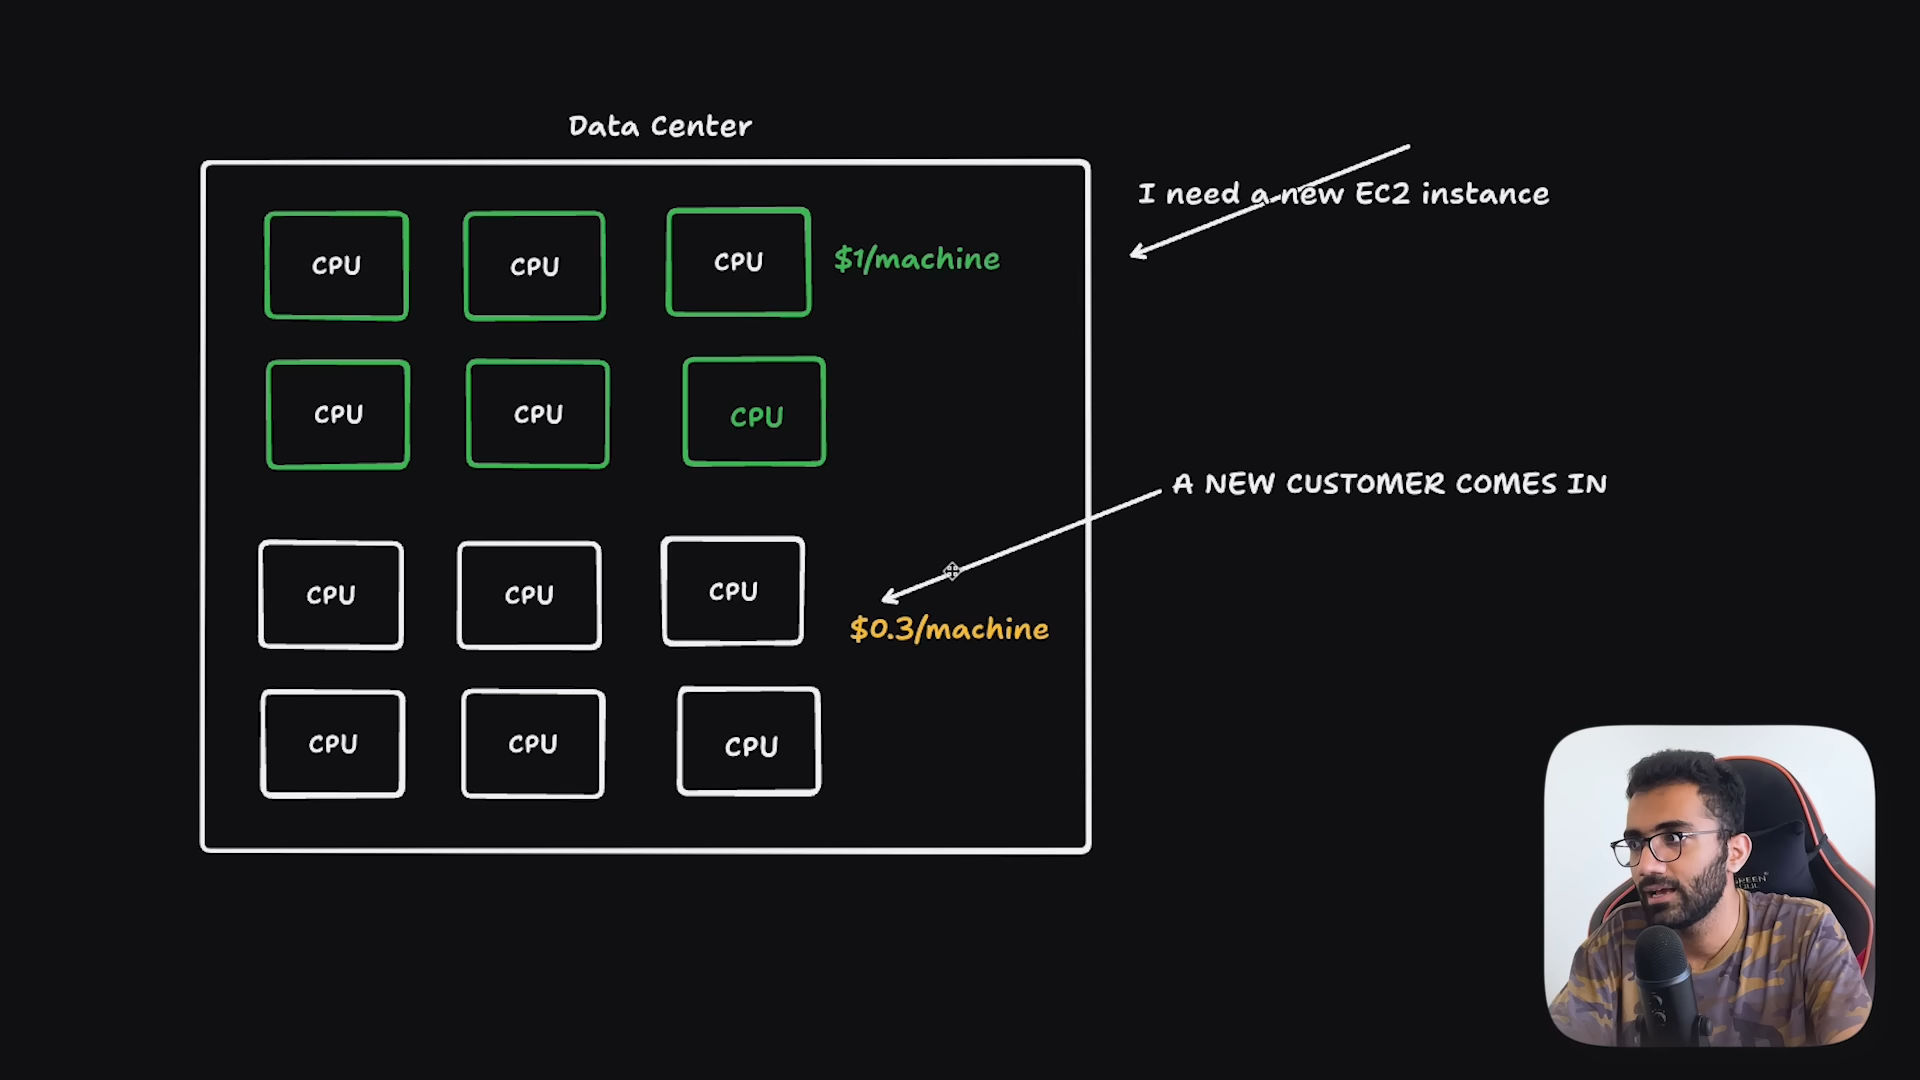 Data Center
I need a new EC2 instance
CPU
CPU
CPU
$1/machine
CPU
CPU
CPU
A NEW CUSTOMER COMES IN
CPU
CPU
CPU
$0.3/machine
CPU
CPU
CPU